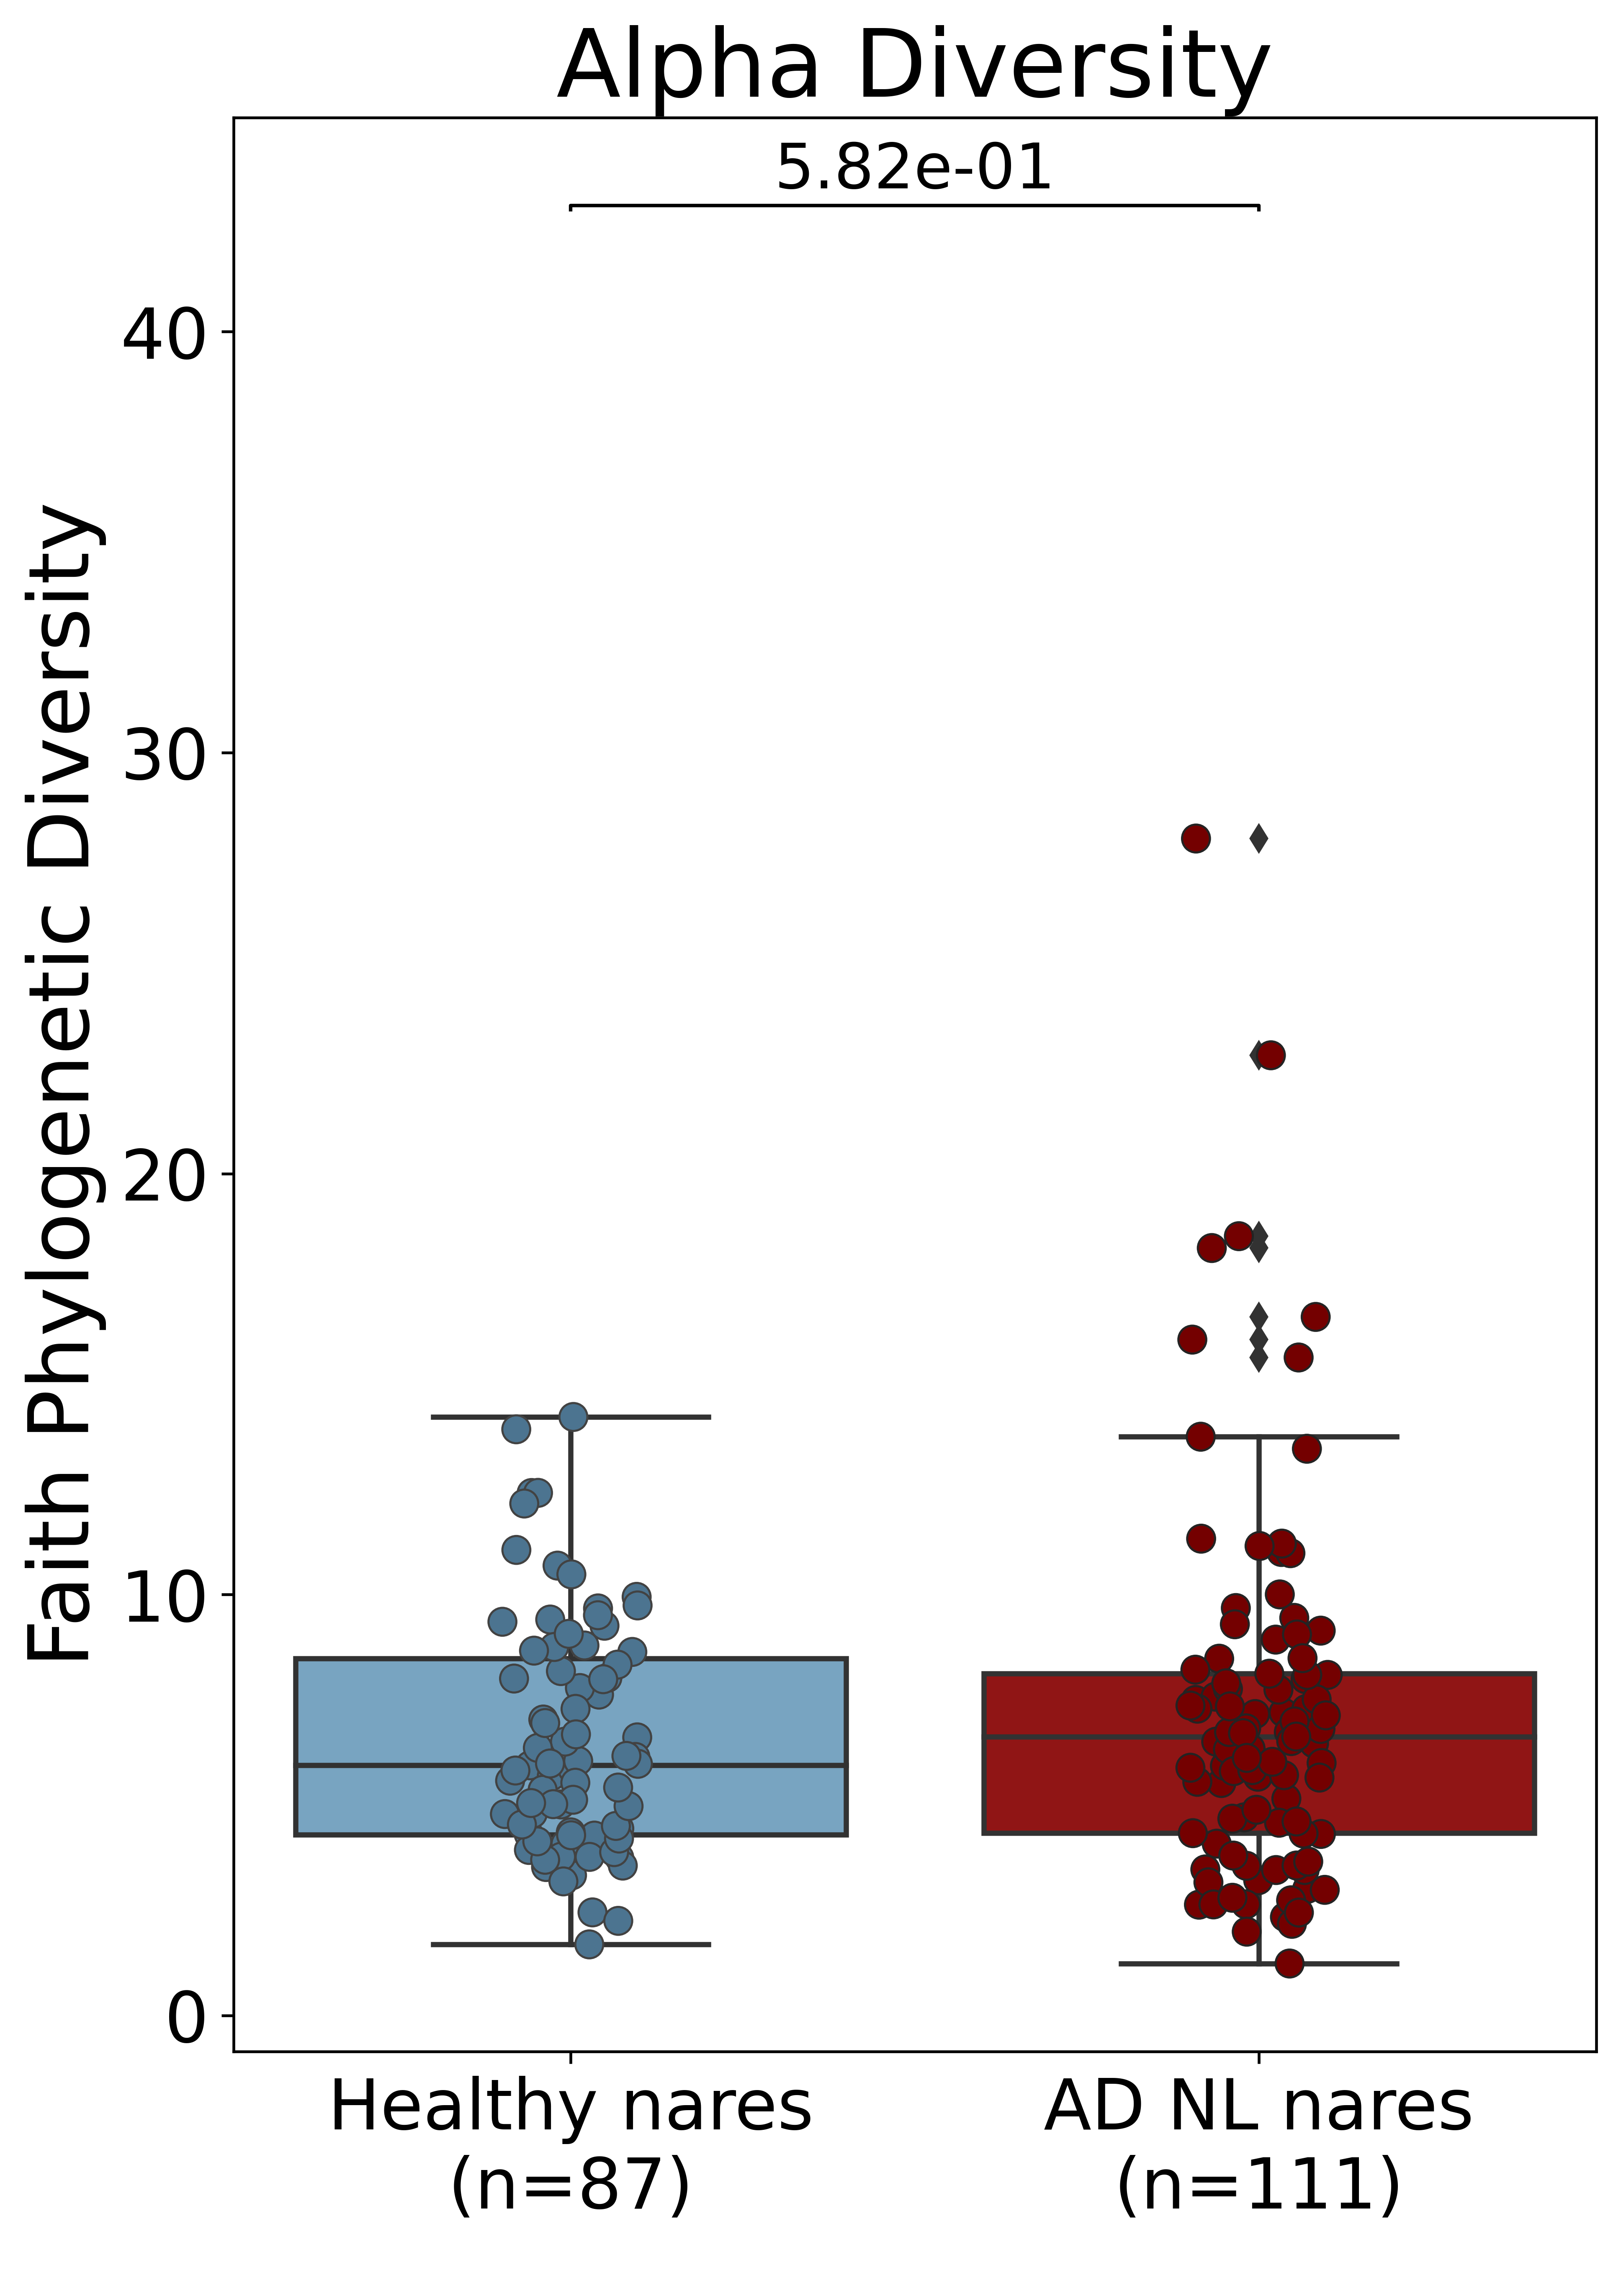 Alpha Diversity
5.82e-01
Faith Phylogenetic Diversity
40
30
20
10
0
Healthy nares
(n=87)
AD NL nares
(n=111)